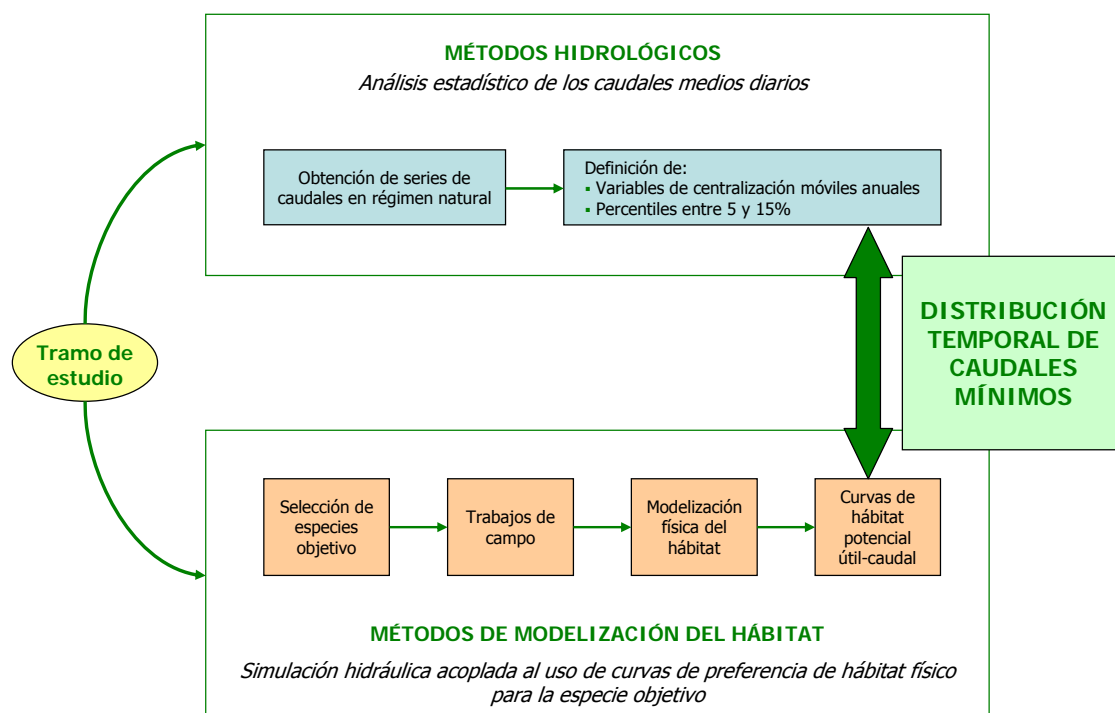 MÉTODOS HIDROLÓGICOS
Análisis estadístico de los caudales medios diarios
Obtención de series de
caudales en régimen natural
Definición de:
▪ Variables de centralización móviles anuales
▪ Percentiles entre 5 y 15%
DISTRIBUCIÓN
TEMPORAL DE
CAUDALES
MÍNIMOS
Tramo de
estudio
Selección de
especies
objetivo
Trabajos de
campo
Modelización
física del
hábitat
Curvas de
hábitat
potencial
útil-caudal
MÉTODOS DE MODELIZACIÓN DEL HÁBITAT
Simulación hidráulica acoplada al uso de curvas de preferencia de hábitat físico
para la especie objetivo